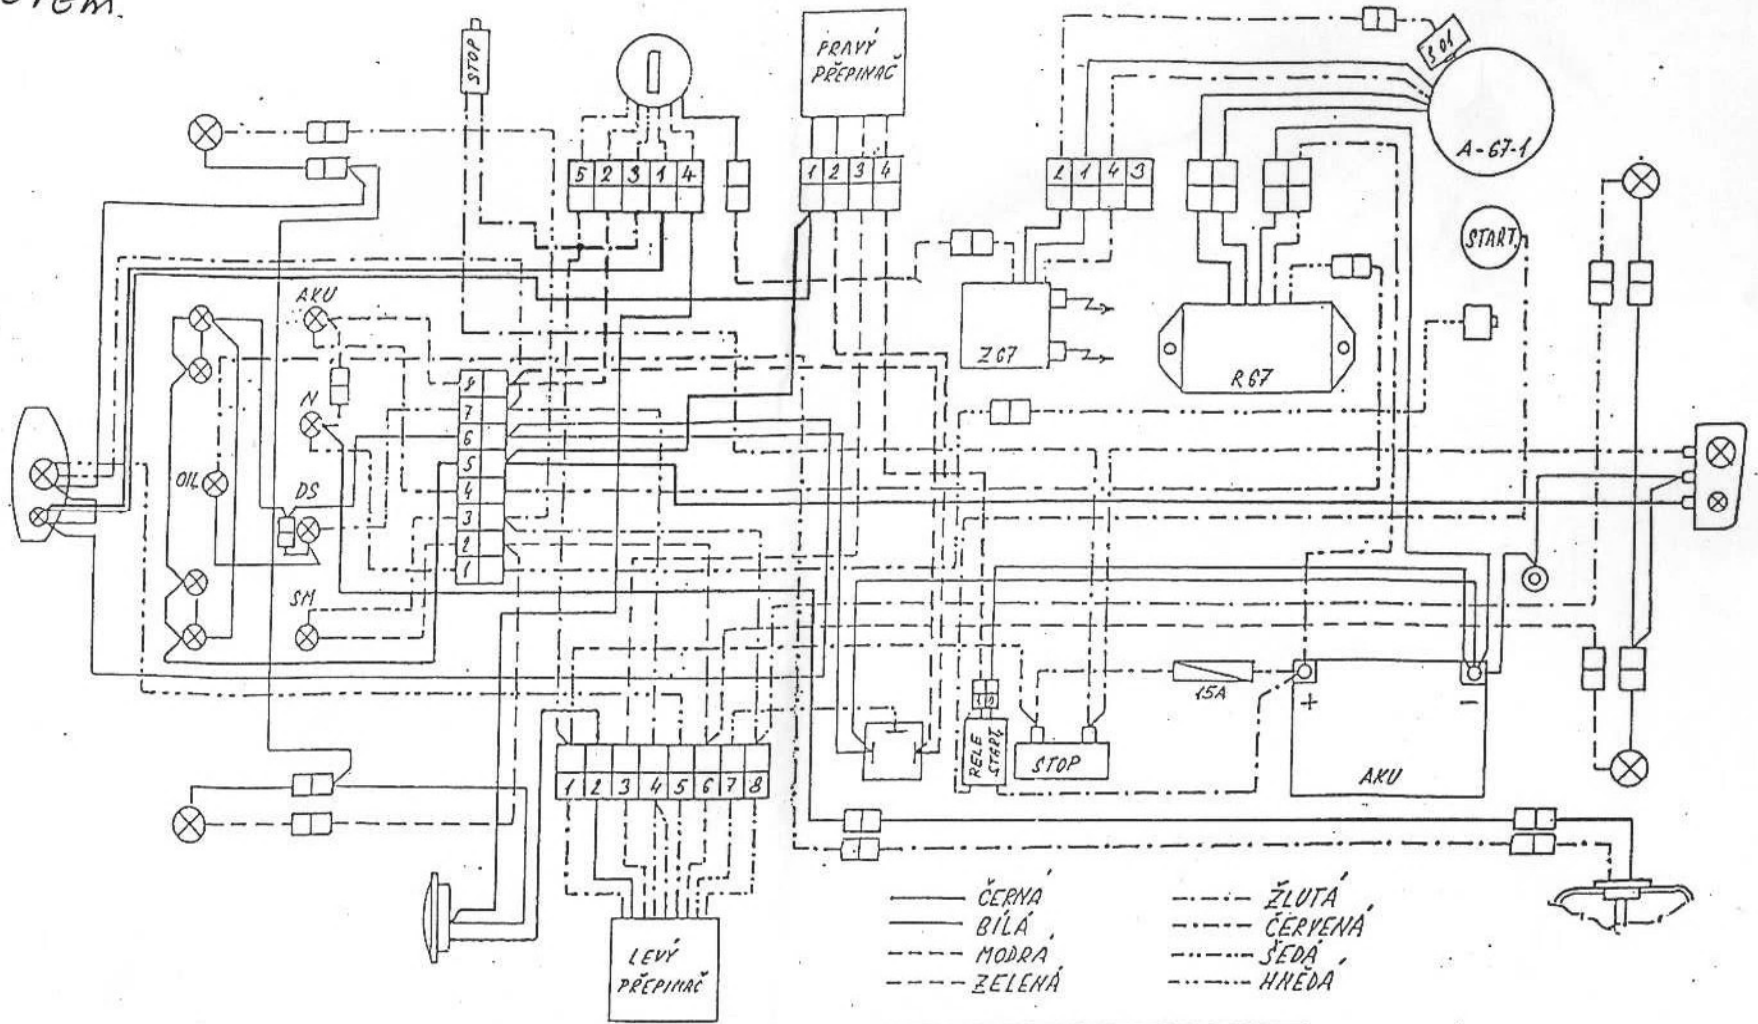 STOP
PRAVÝ
PŘEPINAČ
S01
A-67-1
5 2 3 1 4
1 2 3 4
2 1 4 3
START.
AKU
Z 67
R 67
N
8
7
6
5
4
3
2
1
OIL
DS
SM
15A
+
-
AKU
RELE
START.
STOP
1 2 3 4 5 6 7 8
LEVÝ
PŘEPINAČ
ČERNÁ
BÍLÁ
MODRÁ
ZELENÁ
ŽLUTÁ
ČERVENÁ
ŠEDÁ
HNĚDÁ